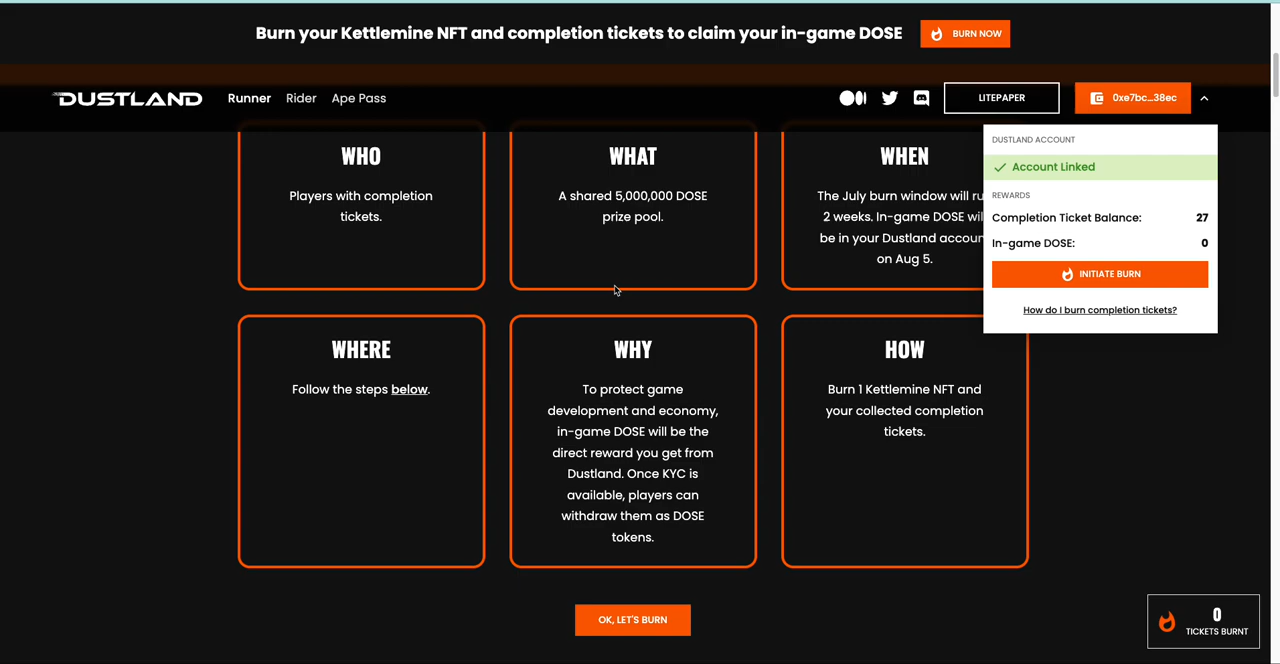 Burn your Kettlemine NFT and completion tickets to claim your in-game DOSE
BURN NOW
DUSTLAND
Runner
Rider
Ape Pass
LITEPAPER
0xe7bc...38ec
DUSTLAND ACCOUNT
Account Linked
REWARDS
Completion Ticket Balance: 27
In-game DOSE: 0
INITIATE BURN
How do I burn completion tickets?
WHO
Players with completion
tickets.
WHAT
A shared 5,000,000 DOSE
prize pool.
WHEN
The July burn window will
2 weeks. In-game DOSE
be in your Dustland
on Aug 5.
WHERE
Follow the steps below.
WHY
To protect game
development and economy,
in-game DOSE will be the
direct reward you get from
Dustland. Once KYC is
available, players can
withdraw them as DOSE
tokens.
HOW
Burn 1 Kettlemine NFT and
your collected completion
tickets.
OK, LET'S BURN
0
TICKETS BURNT